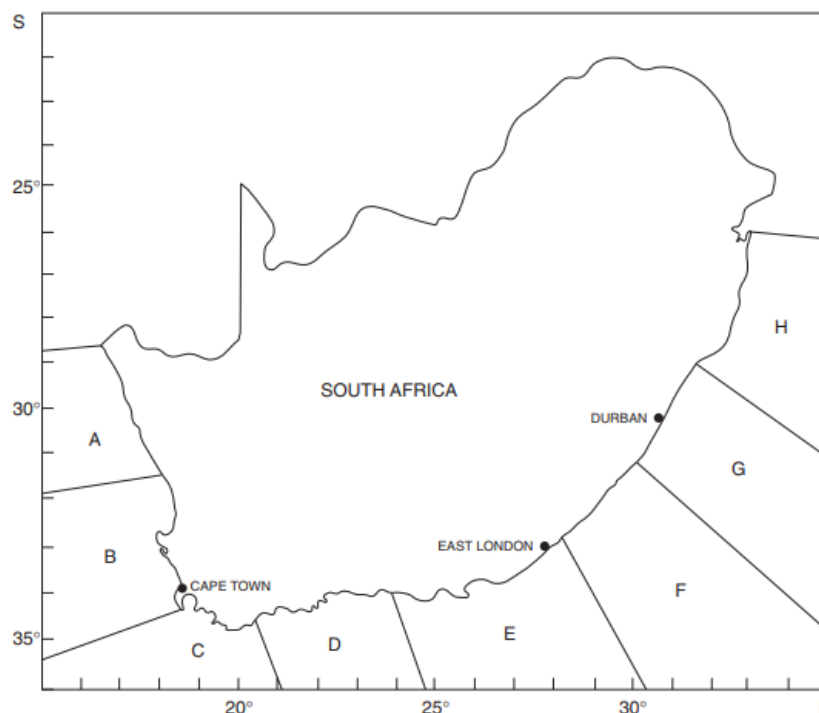 S
25°
H
30°
SOUTH AFRICA
DURBAN
A
G
EAST LONDON
B
CAPE TOWN
F
35°
C
D
E
20°
25°
30°